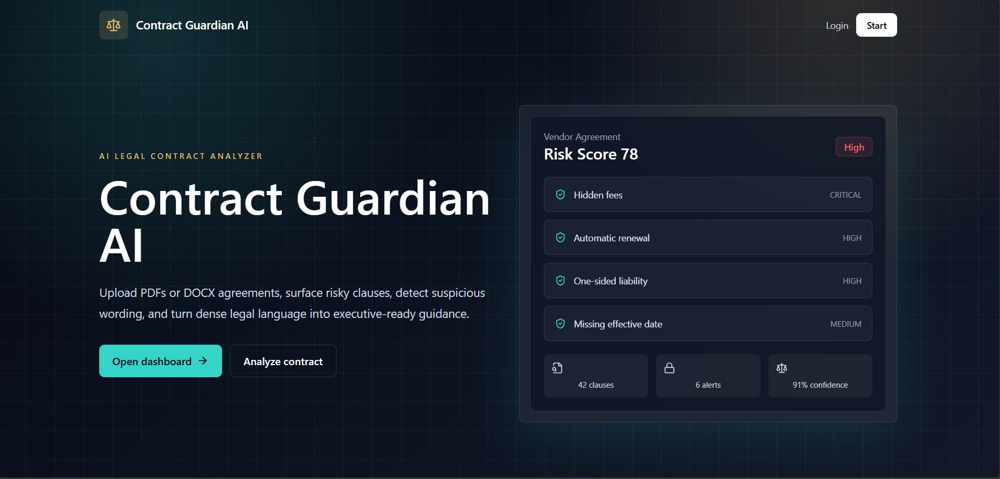 Contract Guardian AI
Login
Start
AI LEGAL CONTRACT ANALYZER
Contract Guardian
AI
Upload PDFs or DOCX agreements, surface risky clauses, detect suspicious
wording, and turn dense legal language into executive-ready guidance.
Open dashboard →
Analyze contract
Vendor Agreement
Risk Score 78
High
Hidden fees
CRITICAL
Automatic renewal
HIGH
One-sided liability
HIGH
Missing effective date
MEDIUM
42 clauses
6 alerts
91% confidence